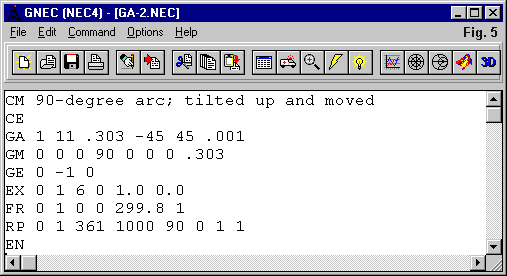 GNEC (NEC4) - [GA-2.NEC]
File Edit Command Options Help Fig. 5
3D
CM 90-degree arc; tilted up and moved
CE
GA 1 11 .303 -45 45 .001
GM 0 0 0 90 0 0 0 .303
GE 0 -1 0
EX 0 1 6 0 1.0 0.0
FR 0 1 0 0 299.8 1
RP 0 1 361 1000 90 0 1 1
EN